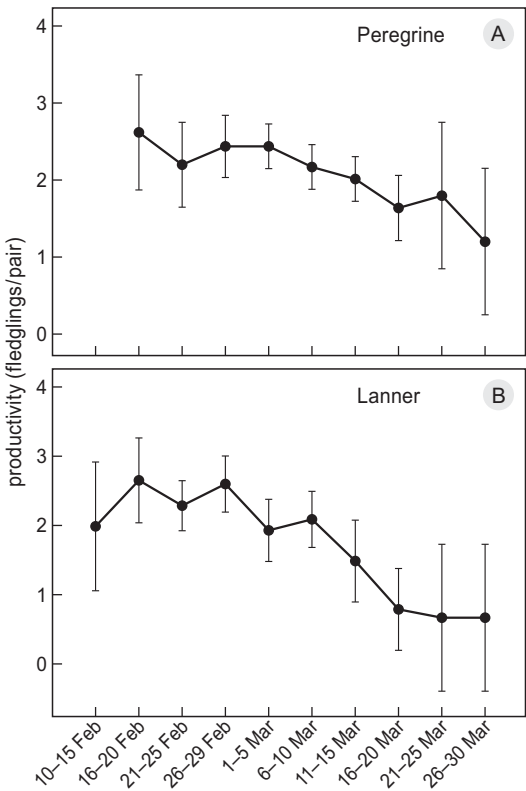 Peregrine
A
4
3
2
1
0
productivity (fledglings/pair)
Lanner
B
4
3
2
1
0
10–15 Feb
16–20 Feb
21–25 Feb
26–29 Feb
1–5 Mar
6–10 Mar
11–15 Mar
16–20 Mar
21–25 Mar
26–30 Mar